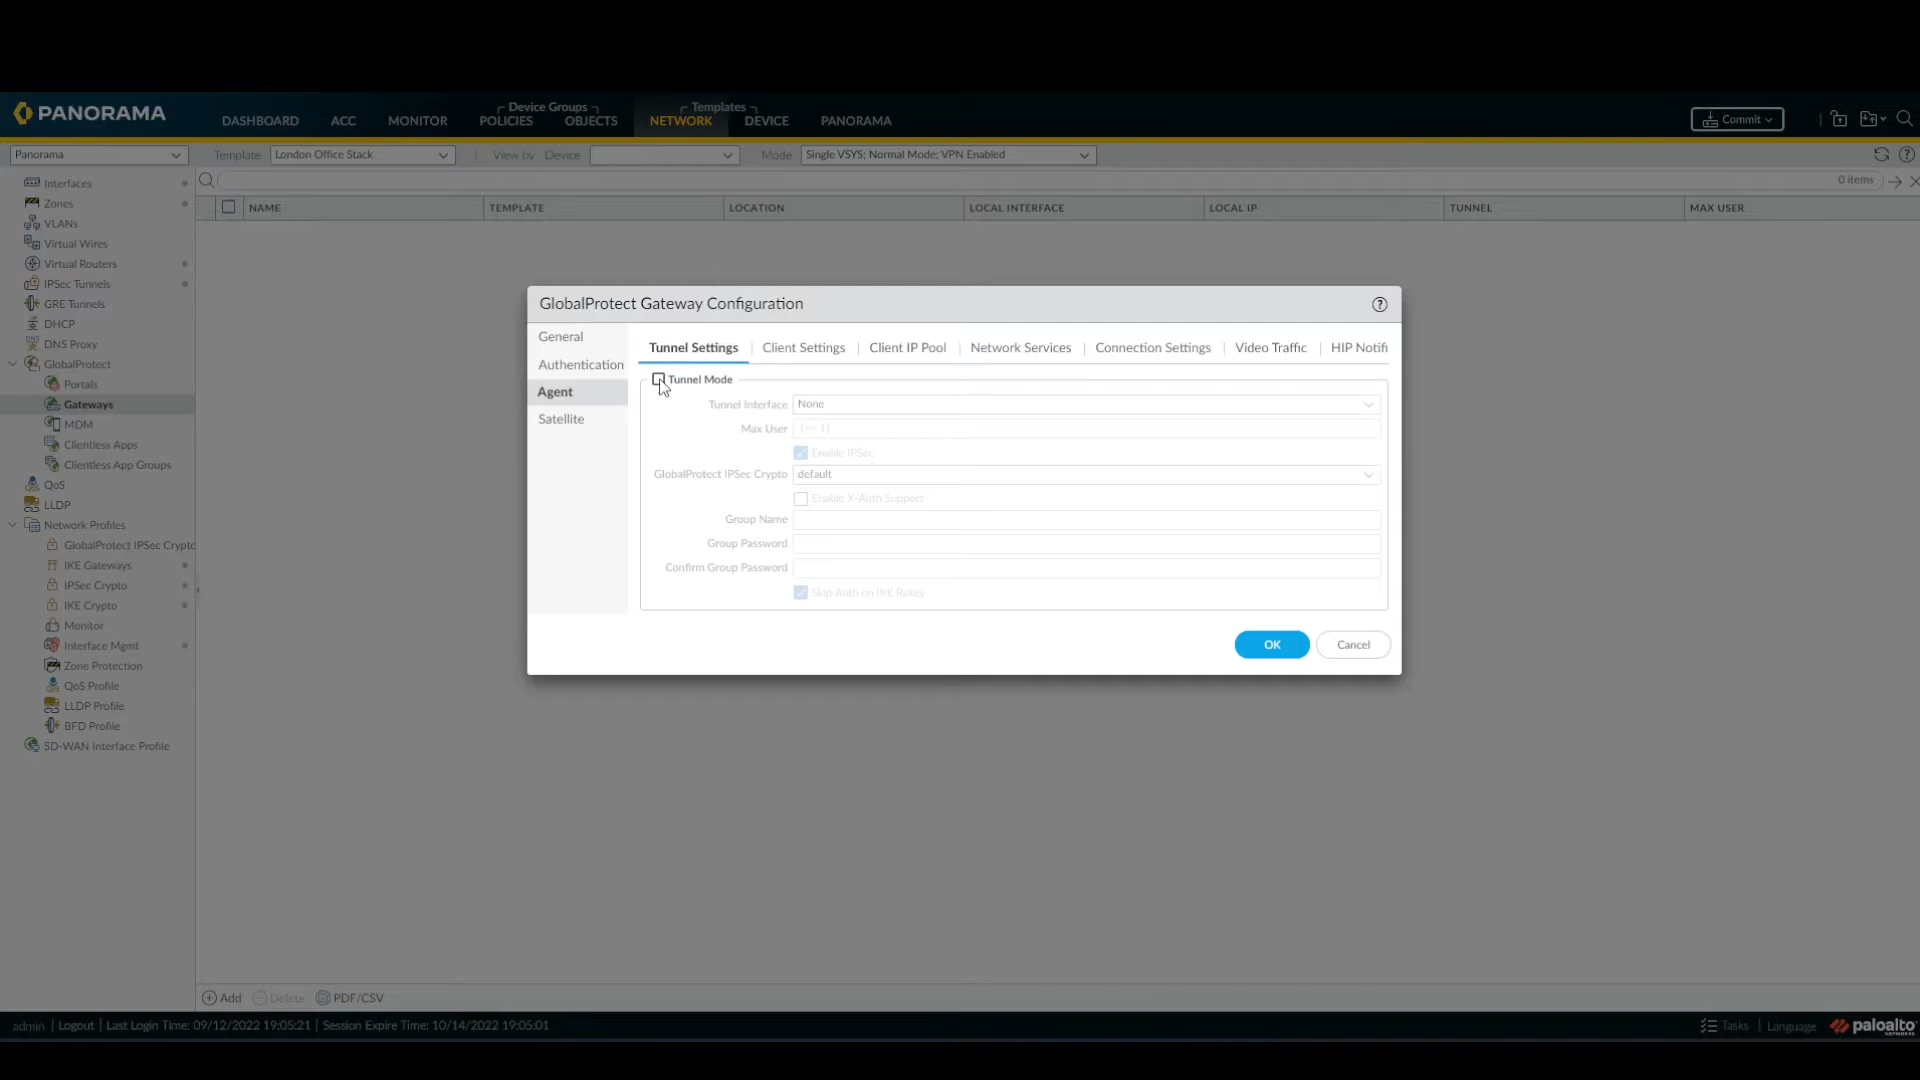 PANORAMA
Device Groups
Templates
DASHBOARD ACC MONITOR POLICIES OBJECTS NETWORK DEVICE PANORAMA
Commit
Panorama Template London Office Stack View by Device Mode Single VSYS; Normal Mode; VPN Enabled
Interfaces
Zones
VLANs
Virtual Wires
Virtual Routers
IPSec Tunnels
GRE Tunnels
DHCP
DNS Proxy
GlobalProtect
Portals
Gateways
MDM
Clientless Apps
Clientless App Groups
QoS
LLDP
Network Profiles
GlobalProtect IPSec Crypto
IKE Gateways
IPSec Crypto
IKE Crypto
Monitor
Interface Mgmt
Zone Protection
QoS Profile
LLDP Profile
BFD Profile
SD-WAN Interface Profile
0 items
NAME TEMPLATE LOCATION LOCAL INTERFACE LOCAL IP TUNNEL MAX USER
GlobalProtect Gateway Configuration
General
Authentication
Agent
Satellite
Tunnel Settings Client Settings Client IP Pool Network Services Connection Settings Video Traffic HIP Notifi
Tunnel Mode
Tunnel Interface None
Max User
Enable IPSec
GlobalProtect IPSec Crypto default
Enable X-Auth Support
Group Name
Group Password
Confirm Group Password
Skip Auth on IKE Rekey
OK Cancel
Add Delete PDF/CSV
admin | Logout | Last Login Time: 09/12/2022 19:05:21 | Session Expire Time: 10/14/2022 19:05:01
Tasks | Language paloalto